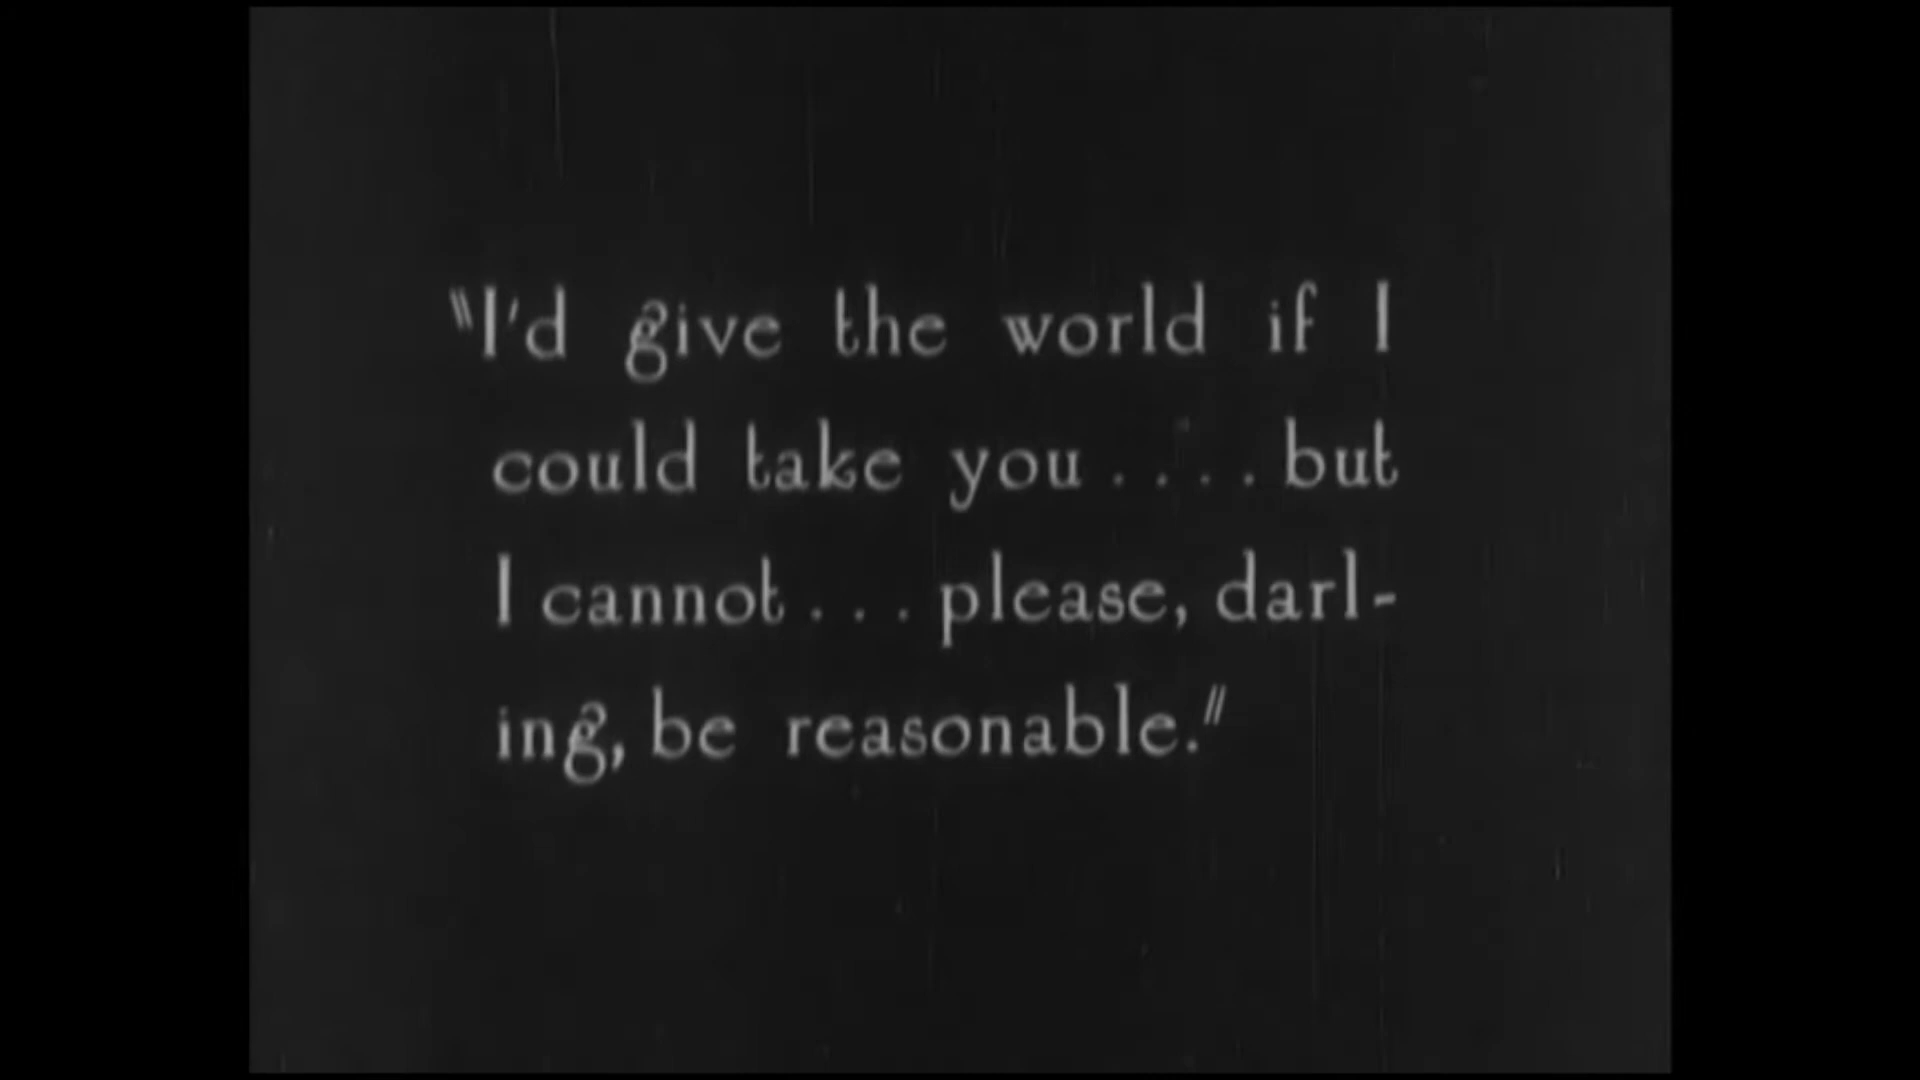 "I'd give the world if I
could take you .... but
I cannot... please, darl-
ing, be reasonable."